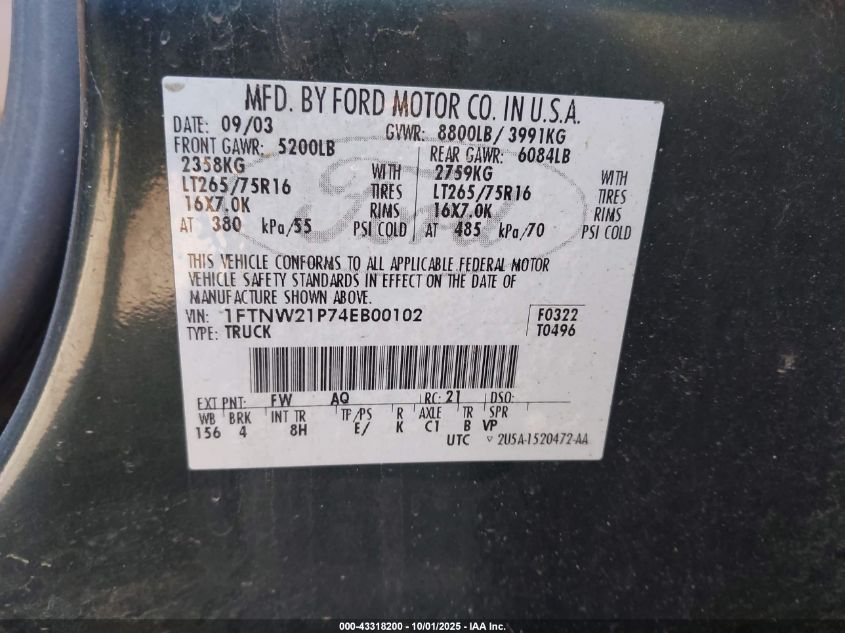 MFD. BY FORD MOTOR CO. IN U.S.A.
DATE: 09/03 GVWR: 8800LB/ 3991KG
FRONT GAWR: 5200LB REAR GAWR: 6084LB
2358KG WITH 2759KG WITH
LT265/75R16 TIRES LT265/75R16 TIRES
16X7.0K RIMS 16X7.0K RIMS
AT 380 kPa/55 PSI COLD AT 485 kPa/70 PSI COLD
Ford
THIS VEHICLE CONFORMS TO ALL APPLICABLE FEDERAL MOTOR
VEHICLE SAFETY STANDARDS IN EFFECT ON THE DATE OF
MANUFACTURE SHOWN ABOVE.
VIN: 1FTNW21P74EB00102 F0322
TYPE: TRUCK T0496
EXT PNT: FW AQ RC: 21 DSO:
WB BRK INT TR TP/PS R AXLE TR SPR
156 4 8H E/ K C1 B VP
UTC ▿ 2U5A-1520472-AA
000-43318200 - 10/01/2025 - IAA Inc.